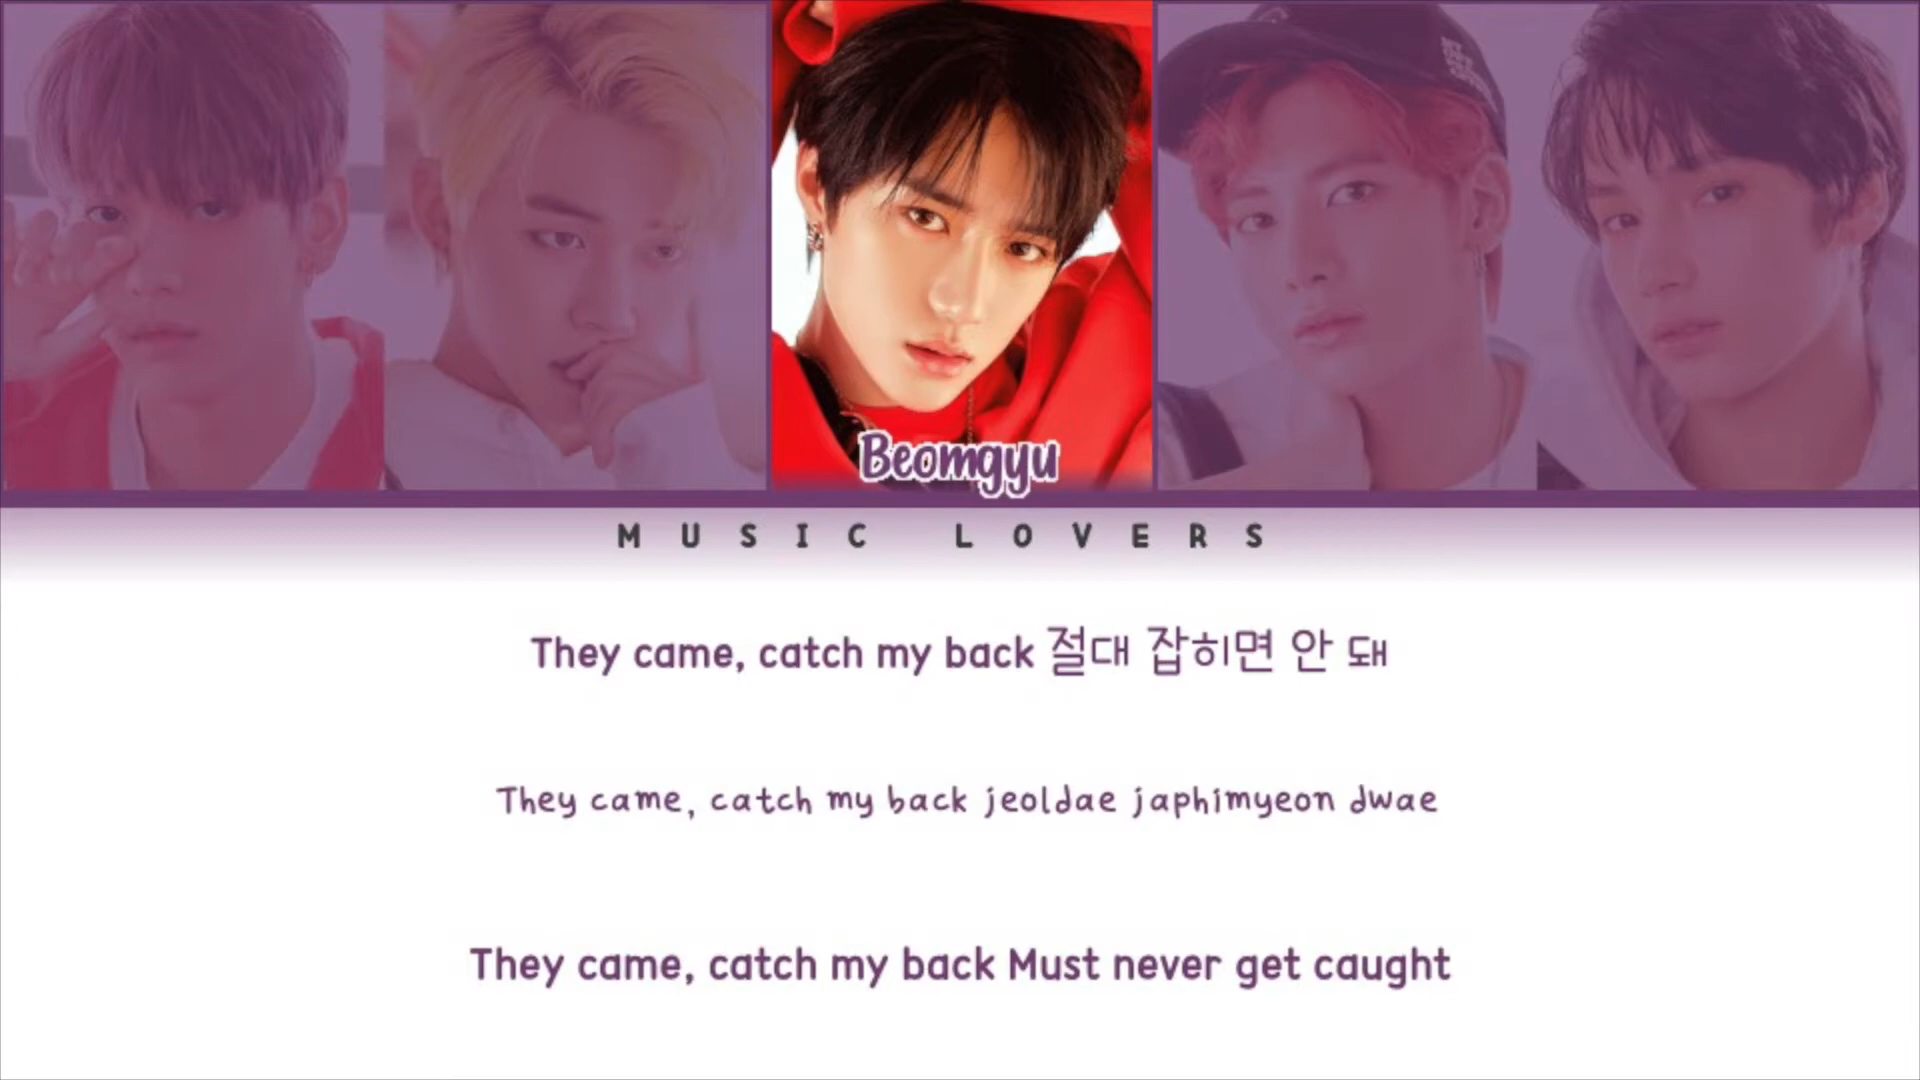 Beomgyu
MUSIC LOVERS
They came, catch my back 절대 잡히면 안 돼
They came, catch my back jeoldae japhimyeon dwae
They came, catch my back Must never get caught